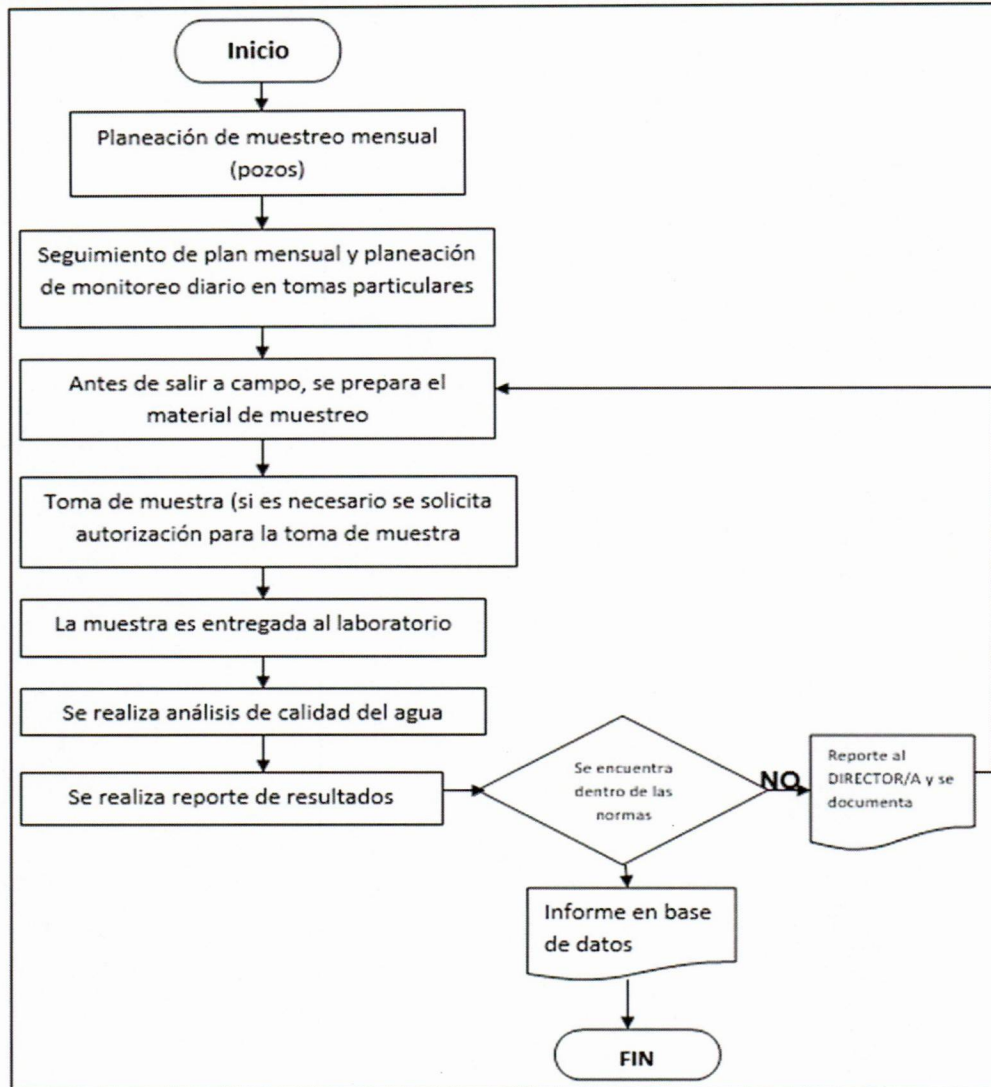 Inicio
Planeación de muestreo mensual
(pozos)
Seguimiento de plan mensual y planeación
de monitoreo diario en tomas particulares
Antes de salir a campo, se prepara el
material de muestreo
Toma de muestra (si es necesario se solicita
autorización para la toma de muestra
La muestra es entregada al laboratorio
Se realiza análisis de calidad del agua
Se realiza reporte de resultados
Se encuentra
dentro de las
normas
NO
Reporte al
DIRECTOR/A y se
documenta
Informe en base
de datos
FIN